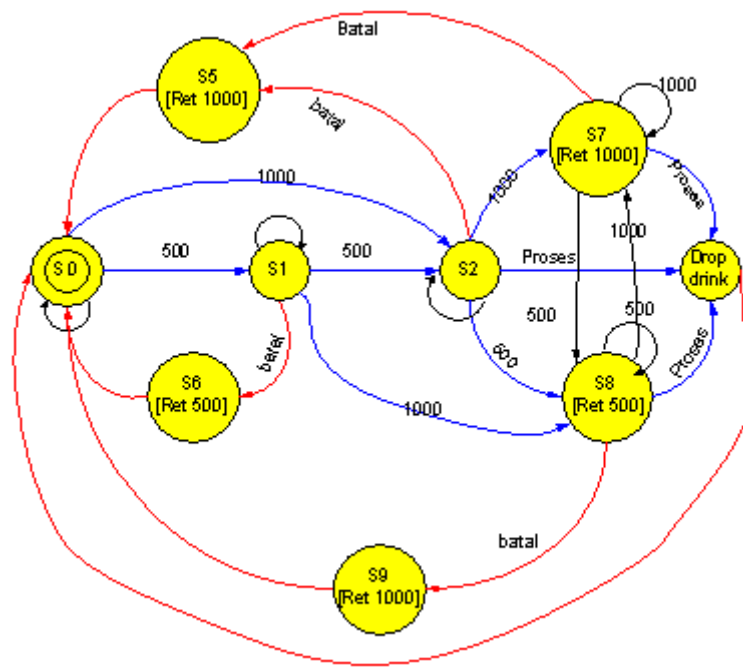 Batal
S5
[Ret 1000]
batal
1000
S7
[Ret 1000]
Proses
1000
1000
S0
500
S1
500
S2
Proses
Drop
drink
1000
500
500
S6
[Ret 500]
batal
500
S8
[Ret 500]
Proses
1000
batal
S9
[Ret 1000]